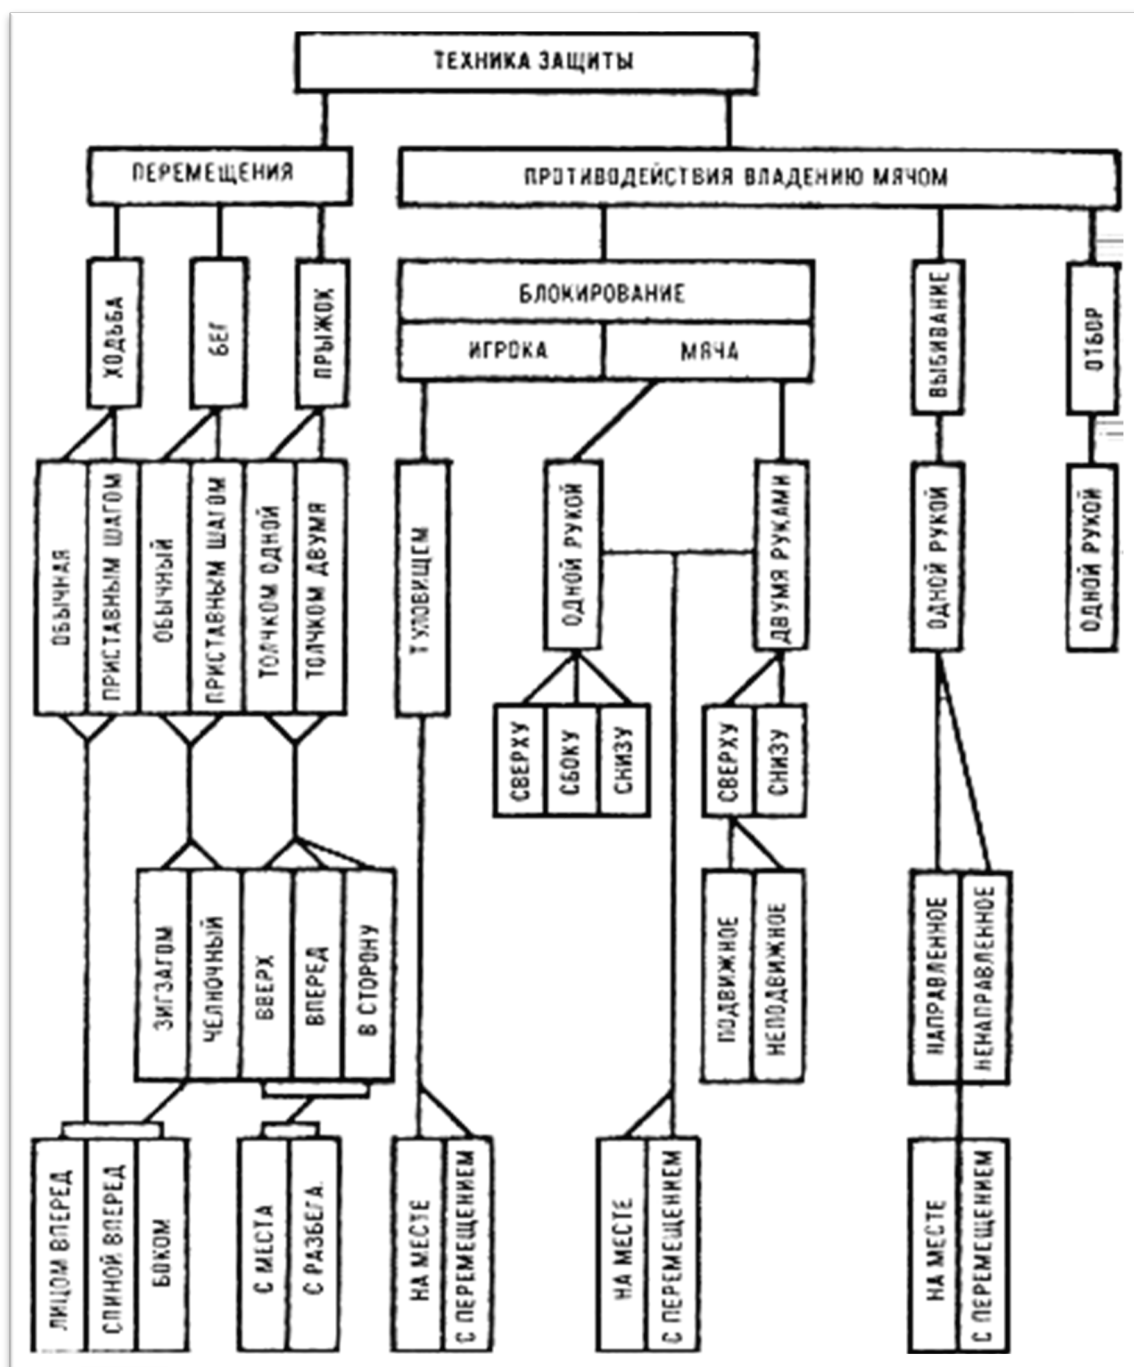 ТЕХНИКА ЗАЩИТЫ
ПЕРЕМЕЩЕНИЯ
ПРОТИВОДЕЙСТВИЯ ВЛАДЕНИЮ МЯЧОМ
ХОДЬБА
БЕГ
ПРЫЖОК
БЛОКИРОВАНИЕ
ИГРОКА
МЯЧА
ВЫБИВАНИЕ
ОТБОР
ОБЫЧНАЯ
ПРИСТАВНЫМ ШАГОМ
ОБЫЧНЫЙ
ПРИСТАВНЫМ ШАГОМ
ТОЛЧКОМ ОДНОЙ
ТОЛЧКОМ ДВУМЯ
ТУЛОВИЩЕМ
ОДНОЙ РУКОЙ
ДВУМЯ РУКАМИ
ОДНОЙ РУКОЙ
ОДНОЙ РУКОЙ
СВЕРХУ
СБОКУ
СНИЗУ
СВЕРХУ
СНИЗУ
ЗИГЗАГОМ
ЧЕЛНОЧНЫЙ
ВВЕРХ
ВПЕРЕД
В СТОРОНУ
ПОДВИЖНОЕ
НЕПОДВИЖНОЕ
НАПРАВЛЕННОЕ
НЕНАПРАВЛЕННОЕ
ЛИЦОМ ВПЕРЕД
СПИНОЙ ВПЕРЕД
БОКОМ
С МЕСТА
С РАЗБЕГА.
НА МЕСТЕ
С ПЕРЕМЕЩЕНИЕМ
НА МЕСТЕ
С ПЕРЕМЕЩЕНИЕМ
НА МЕСТЕ
С ПЕРЕМЕЩЕНИЕМ